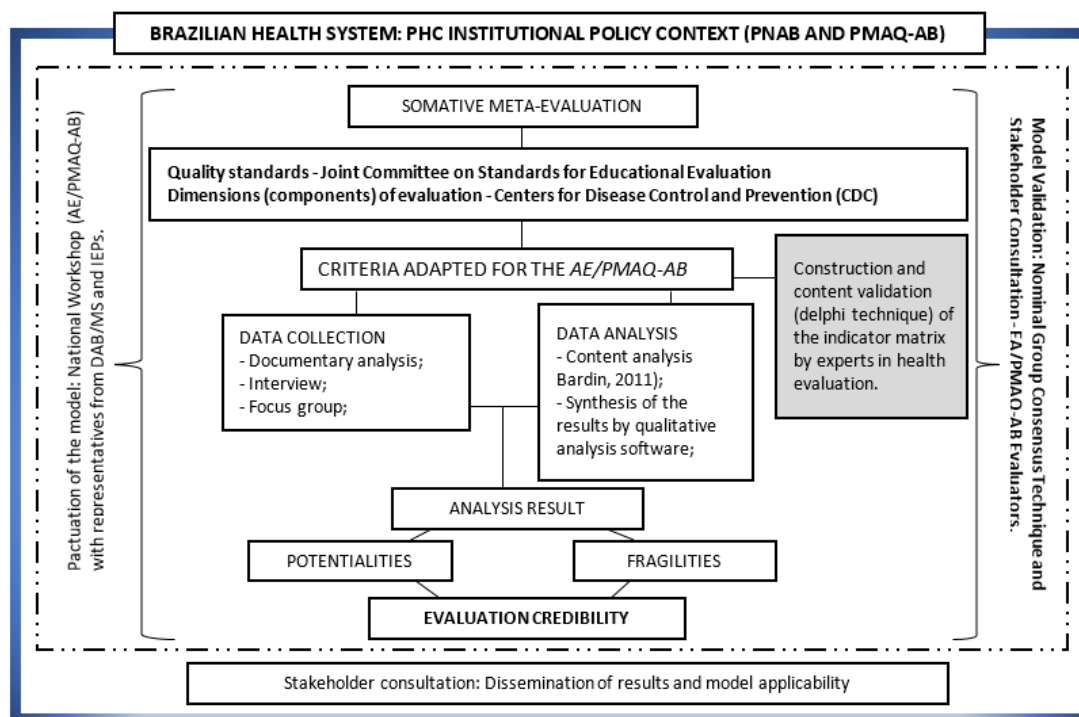 BRAZILIAN HEALTH SYSTEM: PHC INSTITUTIONAL POLICY CONTEXT (PNAB AND PMAQ-AB)
Pactuation of the model: National Workshop (AE/PMAQ-AB)
with representatives from DAB/MS and IEPs.
SOMATIVE META-EVALUATION
Quality standards - Joint Committee on Standards for Educational Evaluation
Dimensions (components) of evaluation - Centers for Disease Control and Prevention (CDC)
CRITERIA ADAPTED FOR THE AE/PMAQ-AB
Construction and
content validation
(delphi technique) of
the indicator matrix
by experts in health
evaluation.
DATA COLLECTION
- Documentary analysis;
- Interview;
- Focus group;
DATA ANALYSIS
- Content analysis
Bardin, 2011);
- Synthesis of the
results by qualitative
analysis software;
ANALYSIS RESULT
POTENTIALITIES
FRAGILITIES
EVALUATION CREDIBILITY
Model Validation: Nominal Group Consensus Technique and
Stakeholder Consultation - EA/PMAQ-AB Evaluators.
Stakeholder consultation: Dissemination of results and model applicability